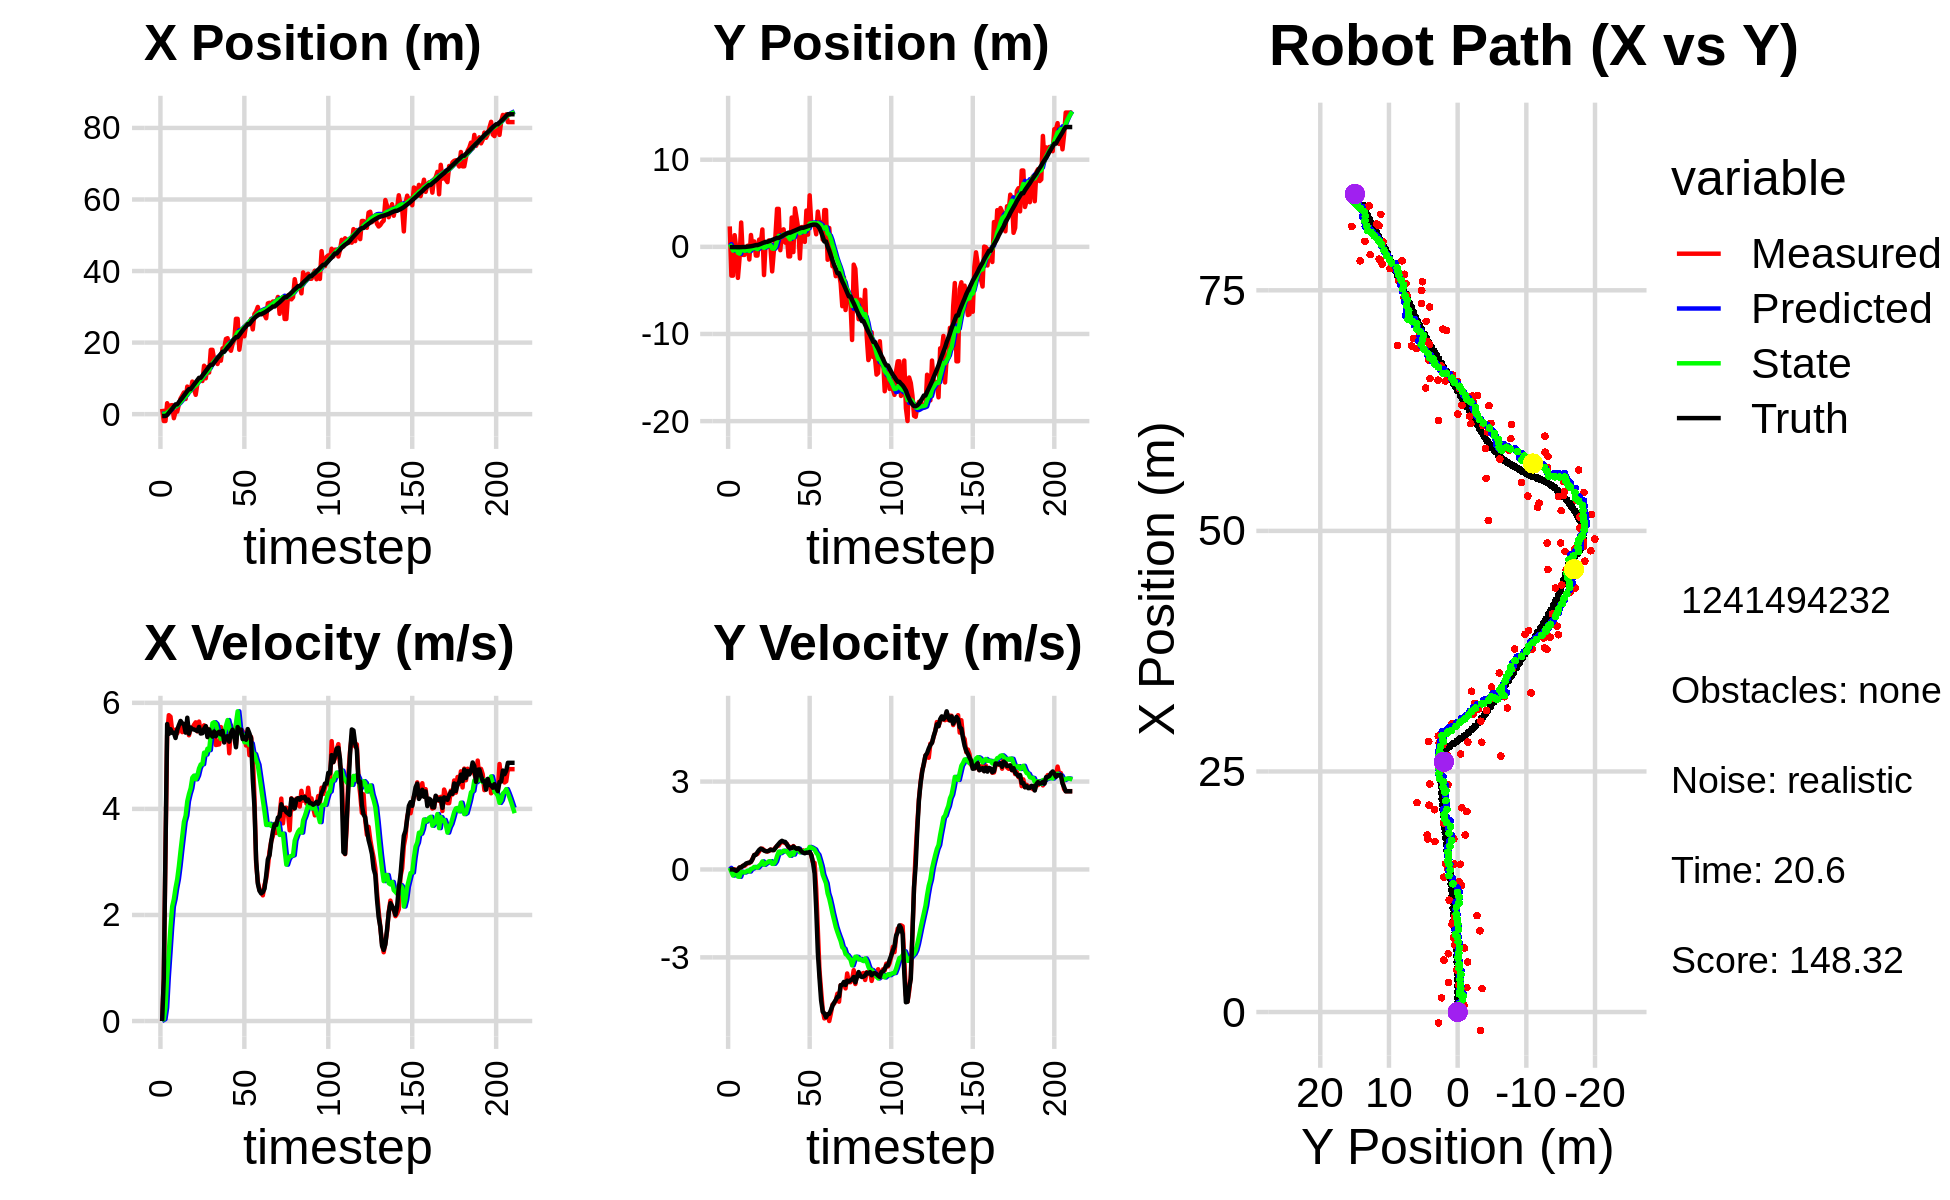 X Position (m)
80
60
40
20
0
0
50
100
150
200
timestep
Y Position (m)
10
0
-10
-20
0
50
100
150
200
timestep
X Velocity (m/s)
6
4
2
0
0
50
100
150
200
timestep
Y Velocity (m/s)
3
0
-3
0
50
100
150
200
timestep
Robot Path (X vs Y)
X Position (m)
75
50
25
0
20 10 0 -10 -20
Y Position (m)
variable
Measured
Predicted
State
Truth
1241494232
Obstacles: none
Noise: realistic
Time: 20.6
Score: 148.32